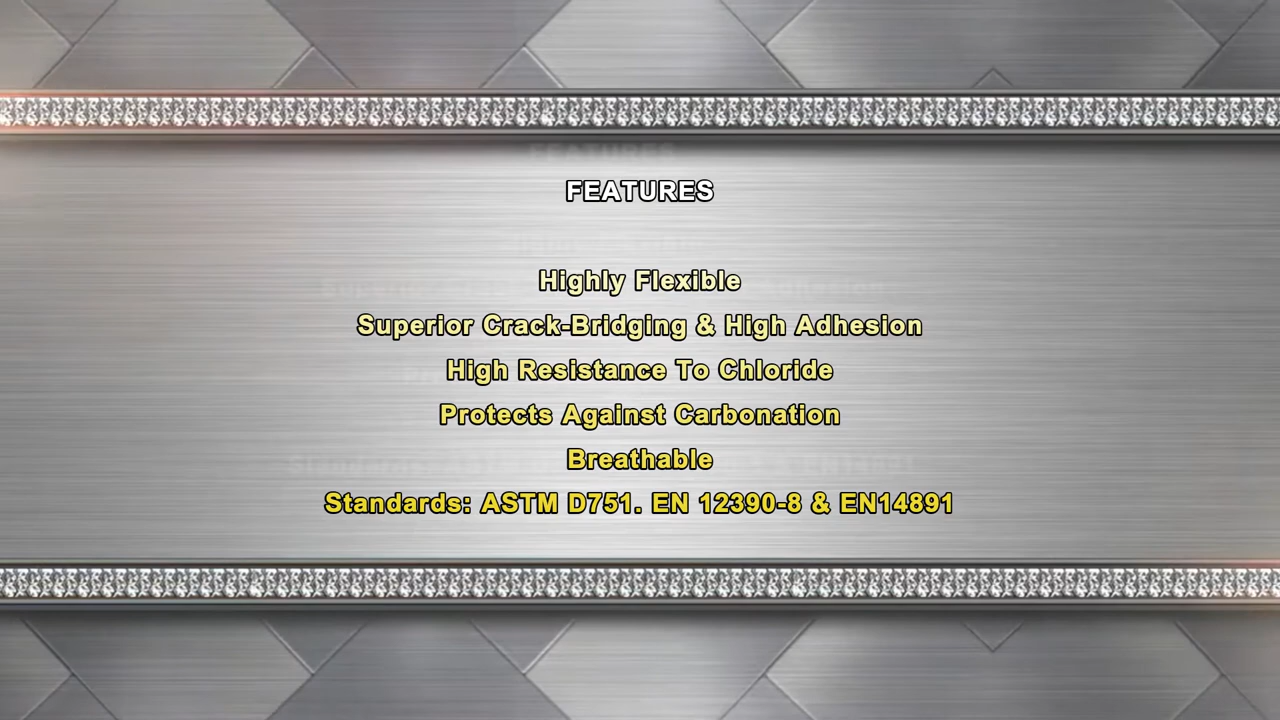 FEATURES
Highly Flexible
Superior Crack-Bridging & High Adhesion
High Resistance To Chloride
Protects Against Carbonation
Breathable
Standards: ASTM D751. EN 12390-8 & EN14891